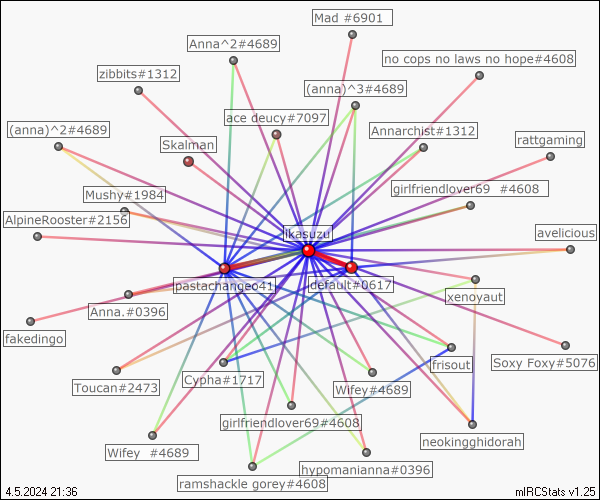 Mad #6901
Anna^2#4689
no cops no laws no hope#4608
zibbits#1312
(anna)^3#4689
ace deucy#7097
(anna)^2#4689
Annarchist#1312
Skalman
rattgaming
Mushy#1984
girlfriendlover69 #4608
AlpineRooster#2156
ikasuzu
avelicious
pastachangeo41
default#0617
xenoyaut
Anna.#0396
fakedingo
frisout
Soxy Foxy#5076
Toucan#2473
Cypha#1717
Wifey#4689
girlfriendlover69#4608
neokingghidorah
Wifey #4689
hypomanianna#0396
ramshackle gorey#4608
4.5.2024 21:36
mIRCStats v1.25